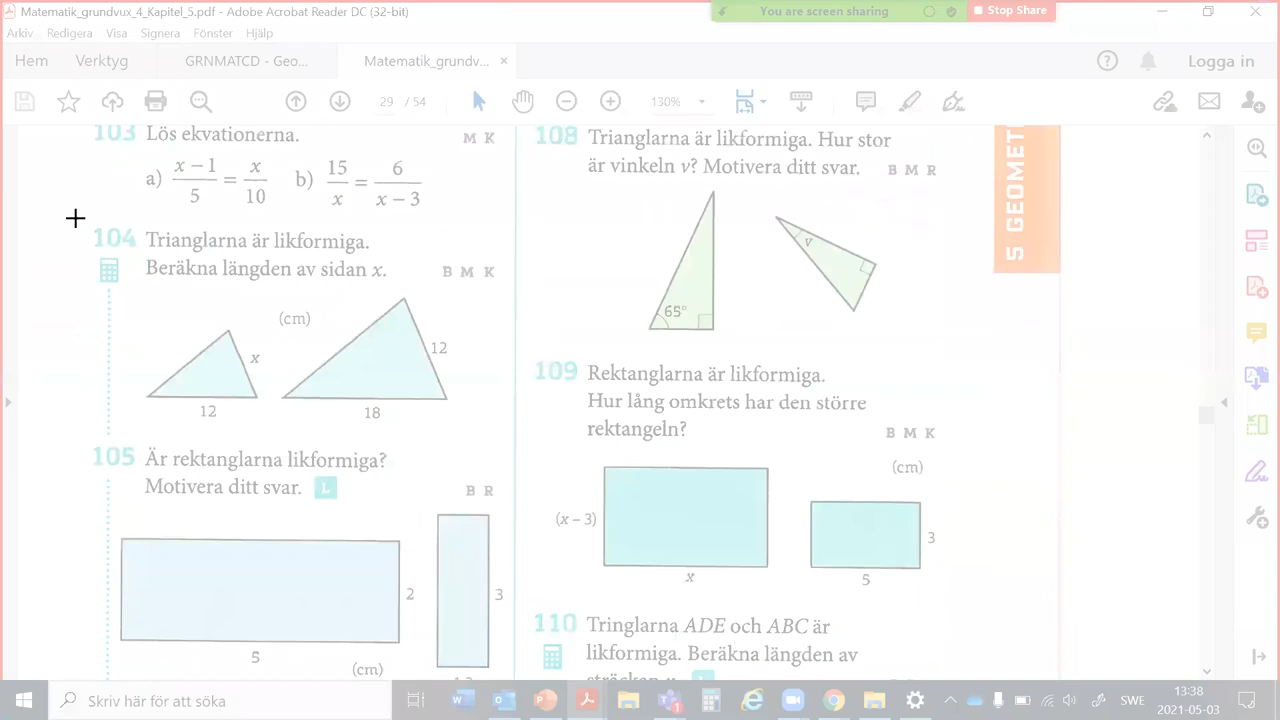 Matematik_grundvux_4_Kapitel_5.pdf - Adobe Acrobat Reader DC (32-bit)
You are screen sharing
Stop Share
Arkiv Redigera Visa Signera Fönster Hjälp
Hem Verktyg GRNMATCD - Geo... Matematik_grundv... ×
Logga in
29 / 54
130%
103 Lös ekvationerna. M K
a) x − 1 / 5 = x / 10 b) 15 / x = 6 / x − 3
104 Trianglarna är likformiga.
Beräkna längden av sidan x. B M K
(cm)
x
12
12
18
105 Är rektanglarna likformiga?
Motivera ditt svar. L B R
2
3
5
(cm)
108 Trianglarna är likformiga. Hur stor
är vinkeln v? Motivera ditt svar. B M R
65°
v
109 Rektanglarna är likformiga.
Hur lång omkrets har den större
rektangeln? B M K
(cm)
(x − 3)
x
3
5
110 Tringlarna ADE och ABC är
likformiga. Beräkna längden av
5 GEOMET
Skriv här för att söka
SWE
13:38
2021-05-03